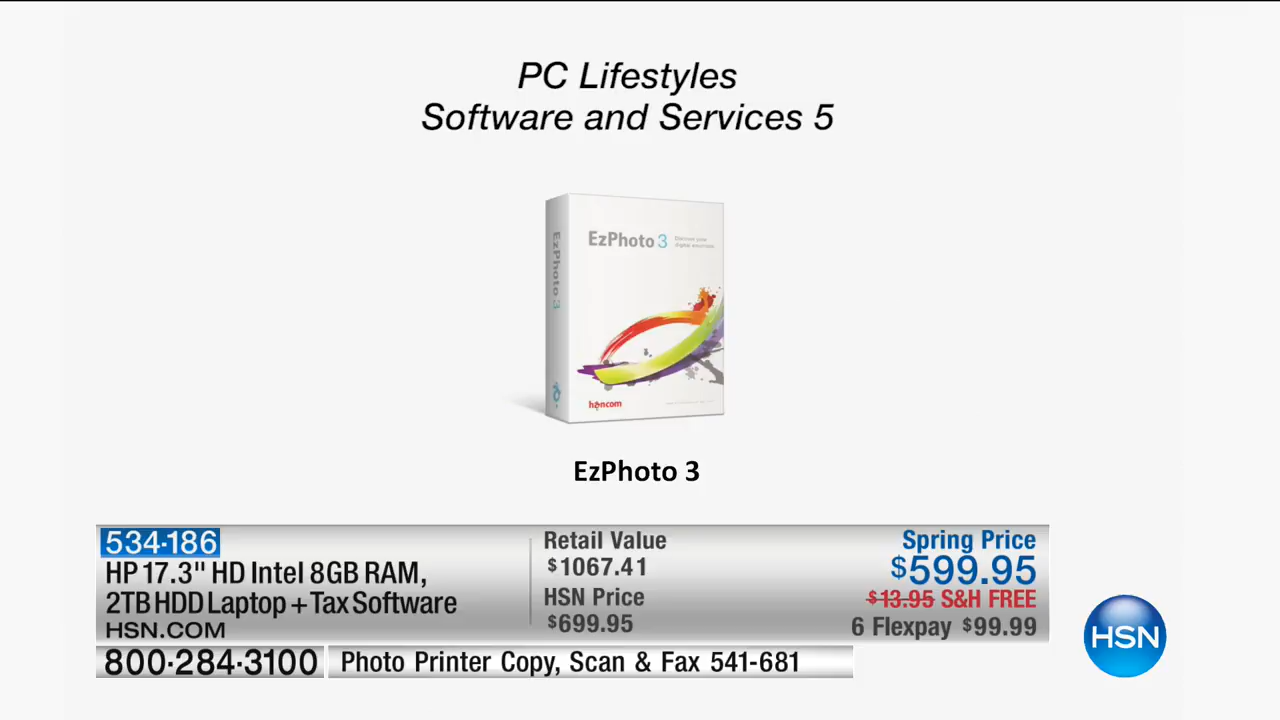 PC Lifestyles
Software and Services 5
EzPhoto 3
EzPhoto 3
hancom
EzPhoto 3
534-186
HP 17.3" HD Intel 8GB RAM,
2TB HDD Laptop + Tax Software
HSN.COM
Retail Value
$1067.41
HSN Price
$699.95
Spring Price
$599.95
$13.95 S&H FREE
6 Flexpay $99.99
HSN
800·284·3100
Photo Printer Copy, Scan & Fax 541-681